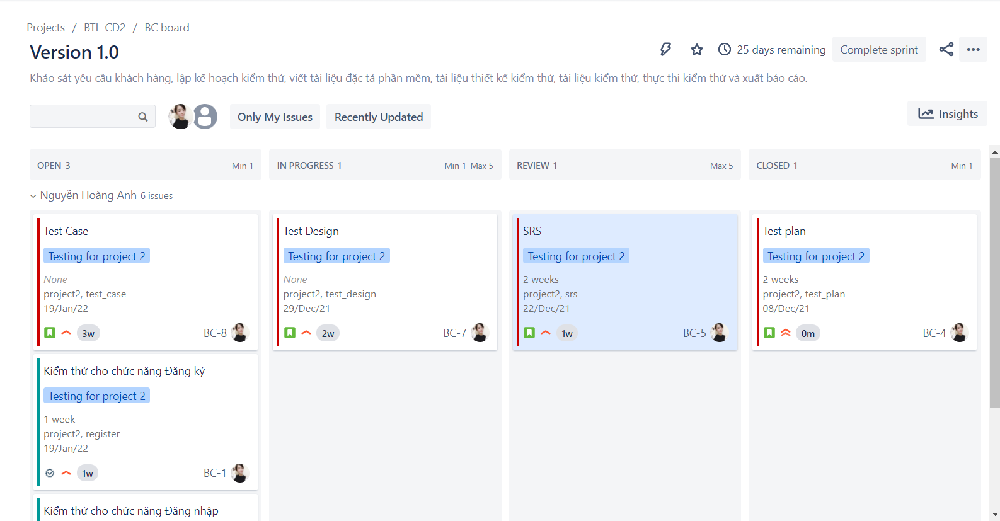 Projects / BTL-CD2 / BC board
Version 1.0
25 days remaining
Complete sprint
Khảo sát yêu cầu khách hàng, lập kế hoạch kiểm thử, viết tài liệu đặc tả phần mềm, tài liệu thiết kế kiểm thử, tài liệu kiểm thử, thực thi kiểm thử và xuất báo cáo.
Only My Issues
Recently Updated
Insights
OPEN 3 Min 1
IN PROGRESS 1 Min 1 Max 5
REVIEW 1 Max 5
CLOSED 1 Min 1
Nguyễn Hoàng Anh 6 issues
Test Case
Testing for project 2
None
project2, test_case
19/Jan/22
3w BC-8
Kiểm thử cho chức năng Đăng ký
Testing for project 2
1 week
project2, register
19/Jan/22
1w BC-1
Kiểm thử cho chức năng Đăng nhập
Test Design
Testing for project 2
None
project2, test_design
29/Dec/21
2w BC-7
SRS
Testing for project 2
2 weeks
project2, srs
22/Dec/21
1w BC-5
Test plan
Testing for project 2
2 weeks
project2, test_plan
08/Dec/21
0m BC-4